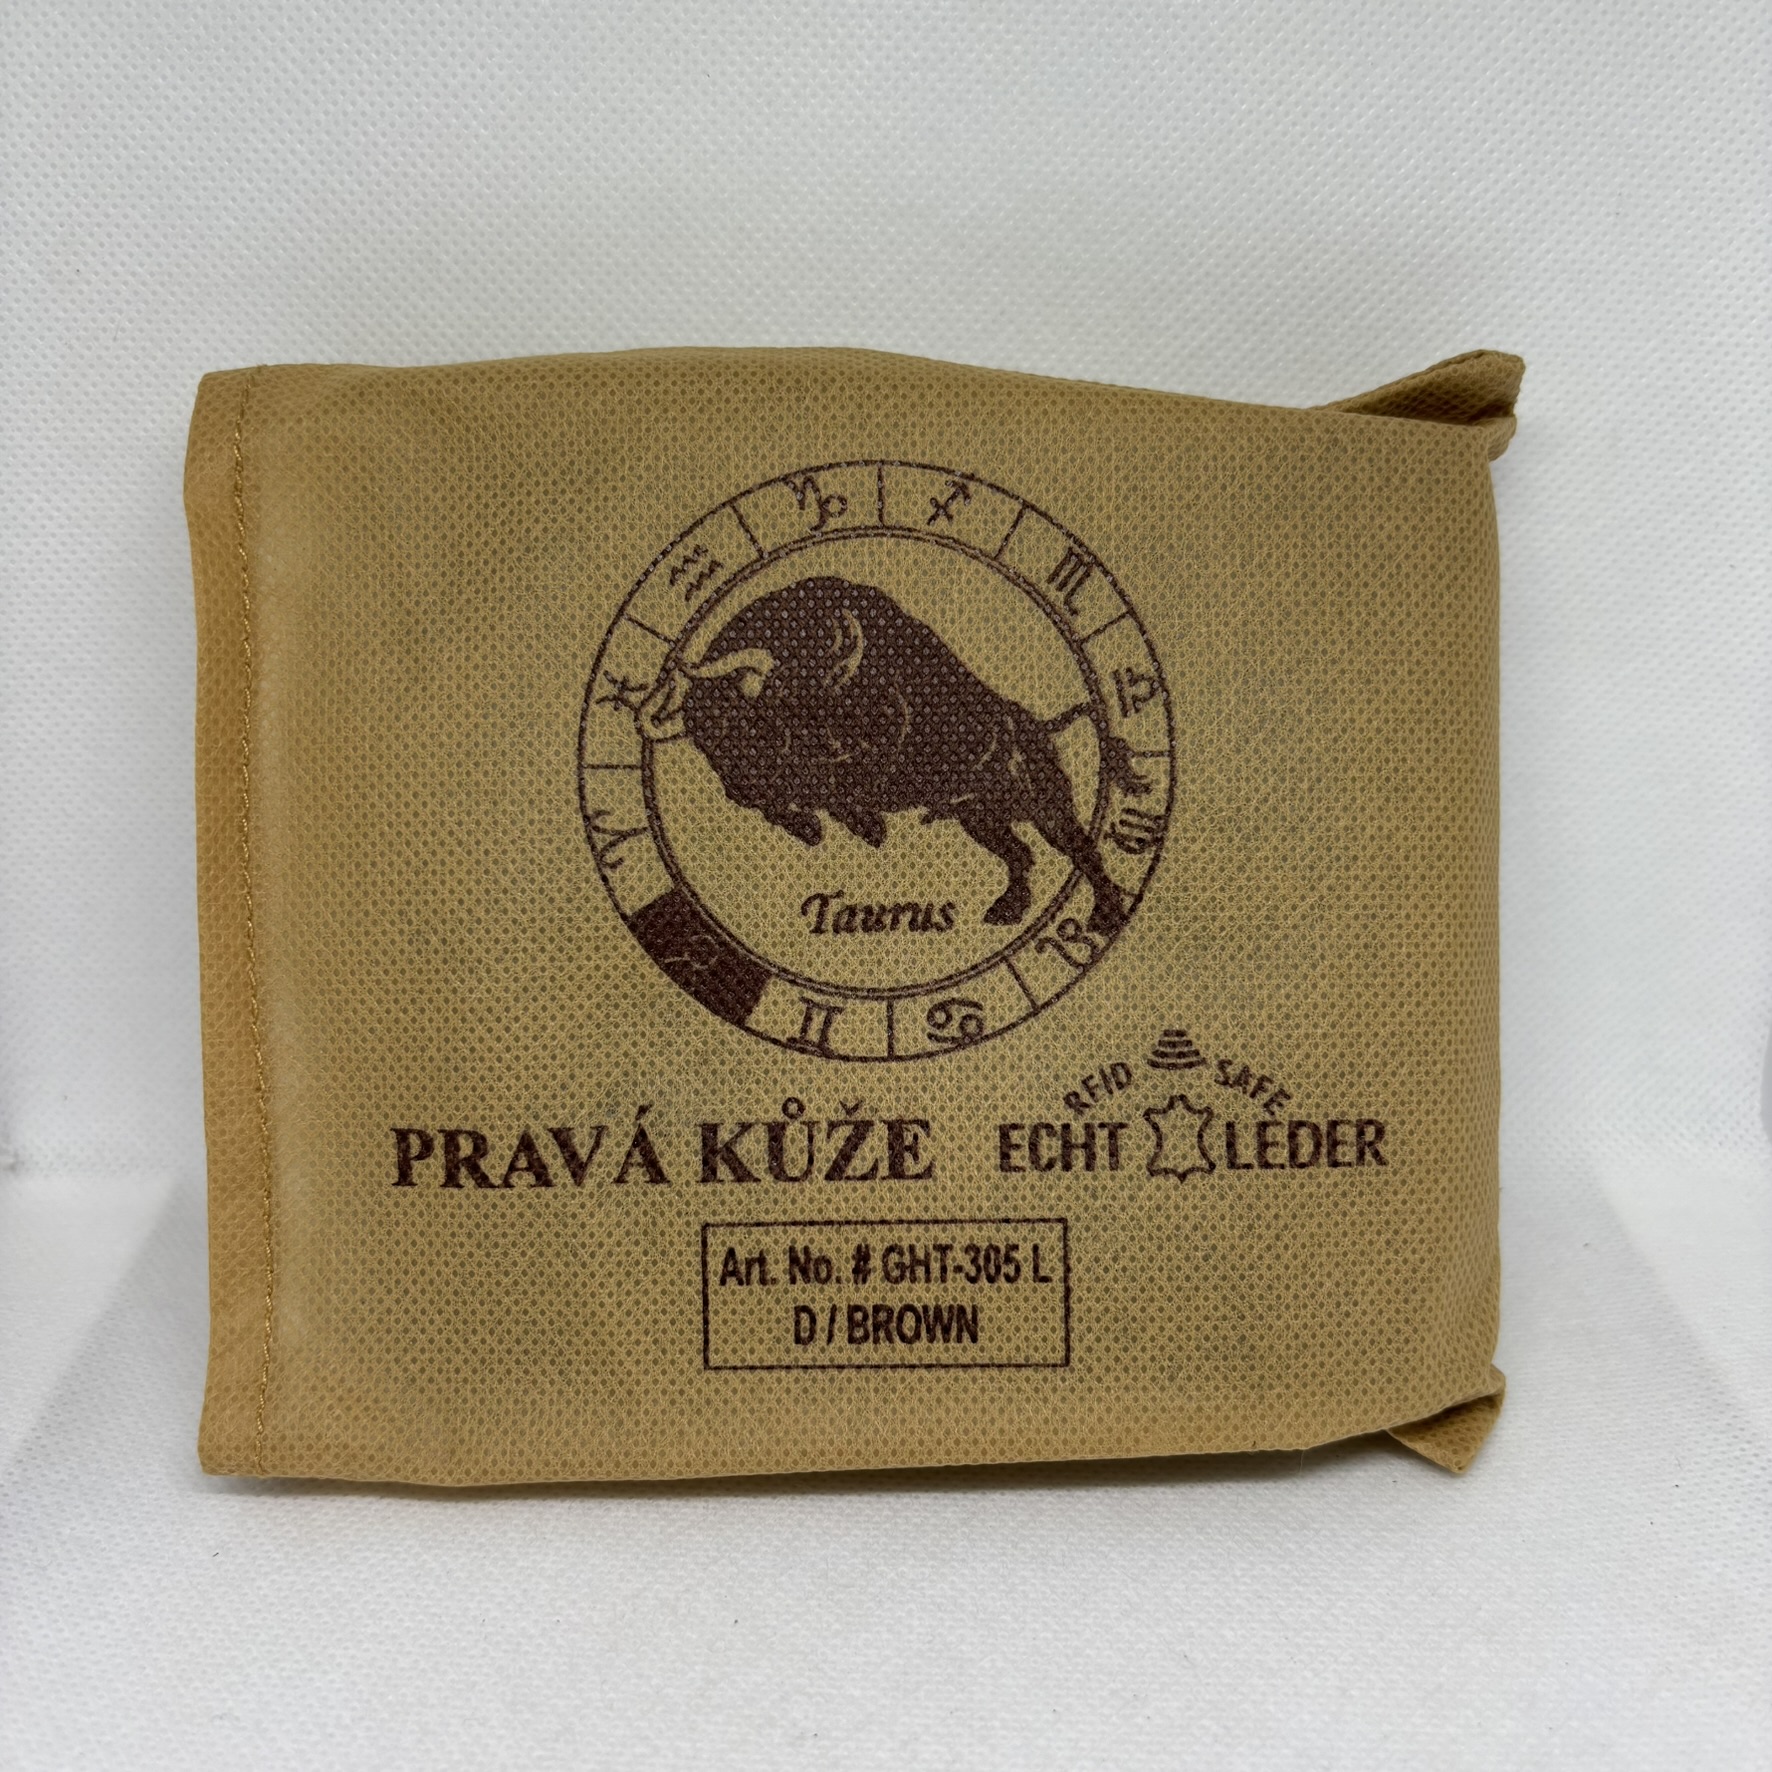 Taurus
RFID SAFE
PRAVÁ KŮŽE ECHT LEDER
Art. No. # GHT-305 L
D / BROWN